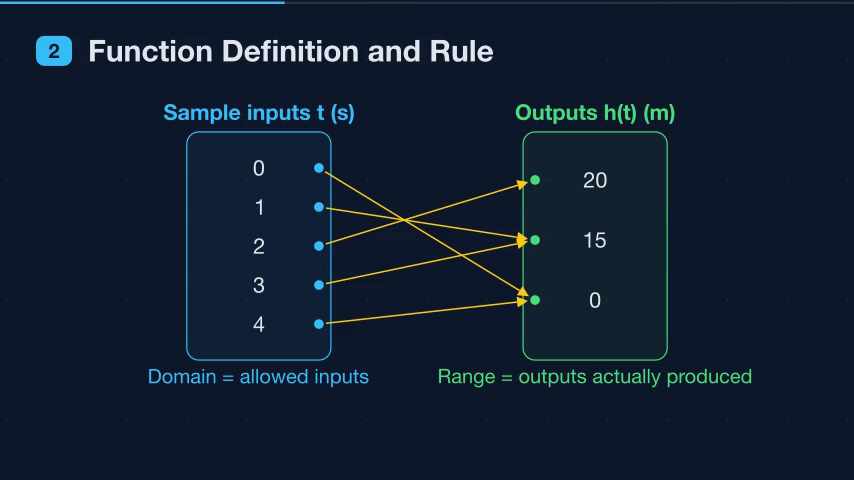 2 Function Definition and Rule
Sample inputs t (s)
Outputs h(t) (m)
0
1
2
3
4
20
15
0
Domain = allowed inputs
Range = outputs actually produced